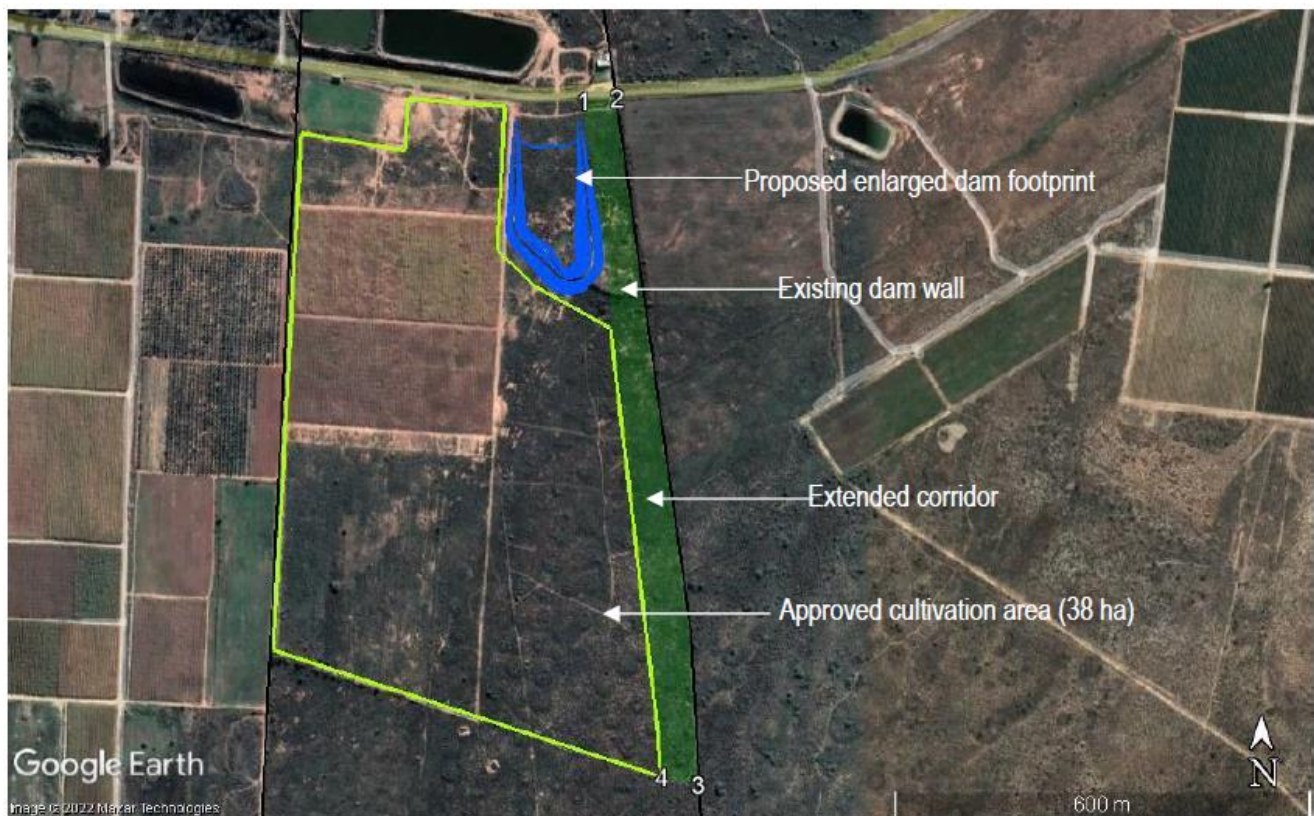 1 2
Proposed enlarged dam footprint
Existing dam wall
Extended corridor
Approved cultivation area (38 ha)
4 3
Google Earth
N
Image © 2022 Maxar Technologies
600 m